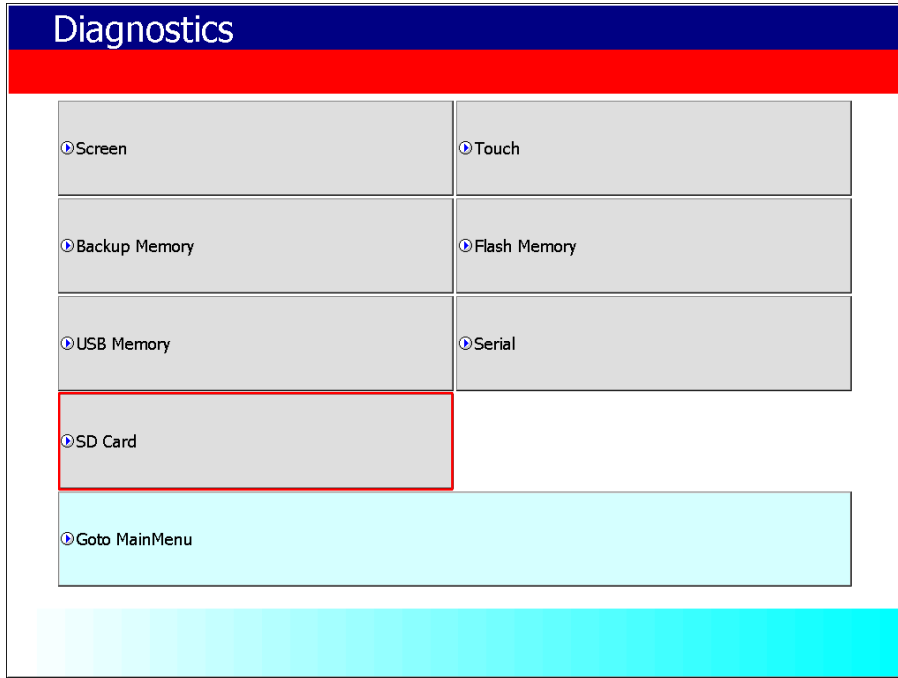 Diagnostics
Screen
Touch
Backup Memory
Flash Memory
USB Memory
Serial
SD Card
Goto MainMenu